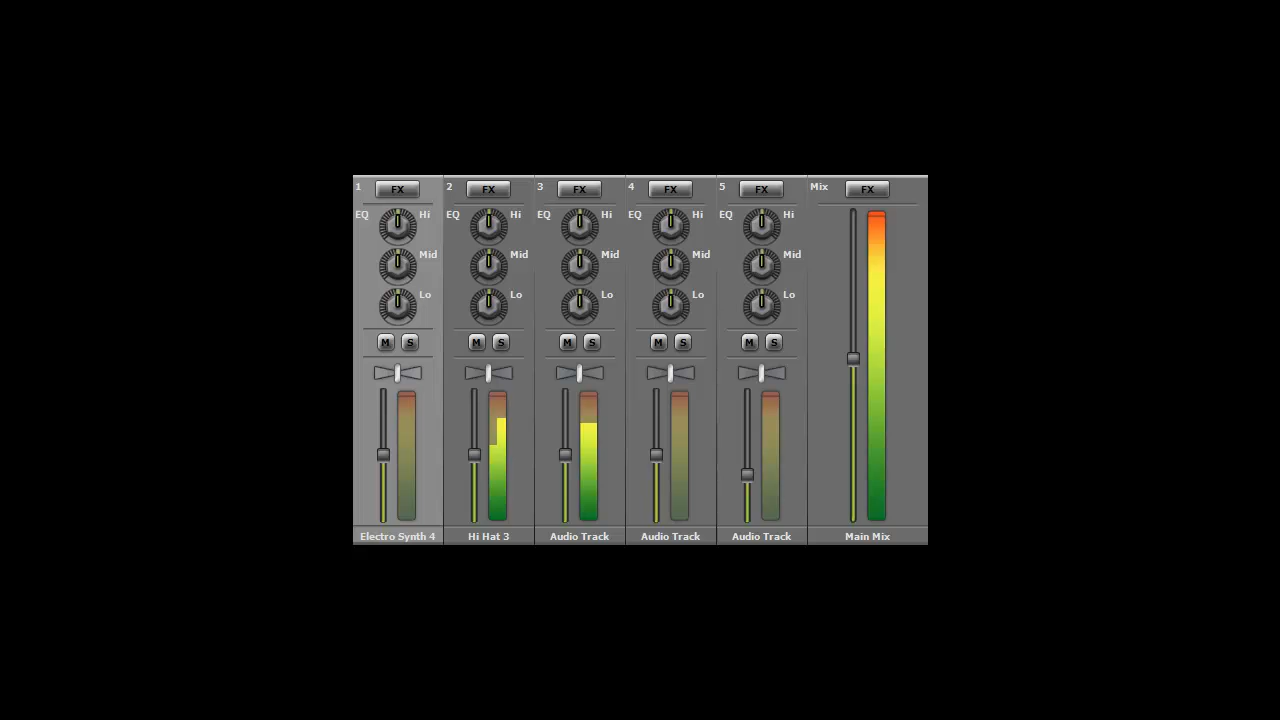 1 FX 2 FX 3 FX 4 FX 5 FX Mix FX
EQ Hi EQ Hi EQ Hi EQ Hi EQ Hi
Mid Mid Mid Mid Mid
Lo Lo Lo Lo Lo
M S M S M S M S M S
Electro Synth 4 Hi Hat 3 Audio Track Audio Track Audio Track Main Mix